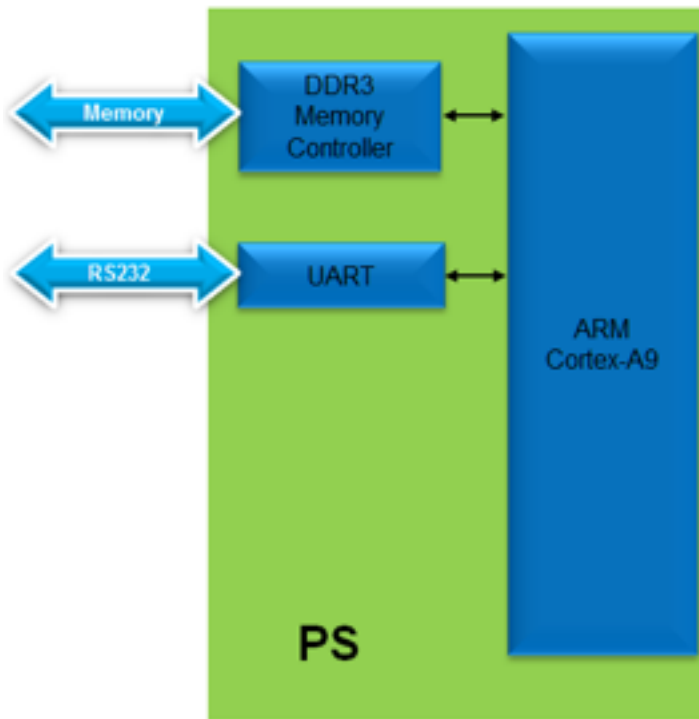 DDR3
Memory
Controller
Memory
RS232
UART
ARM
Cortex-A9
PS